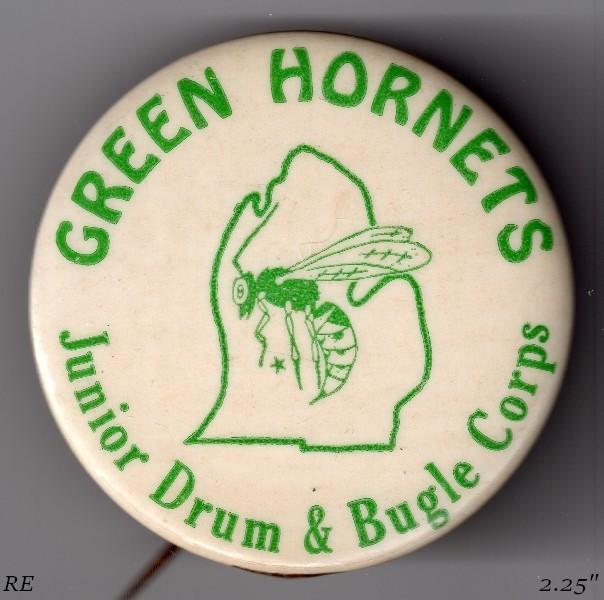 GREEN HORNETS
Junior Drum & Bugle Corps
RE
2.25"